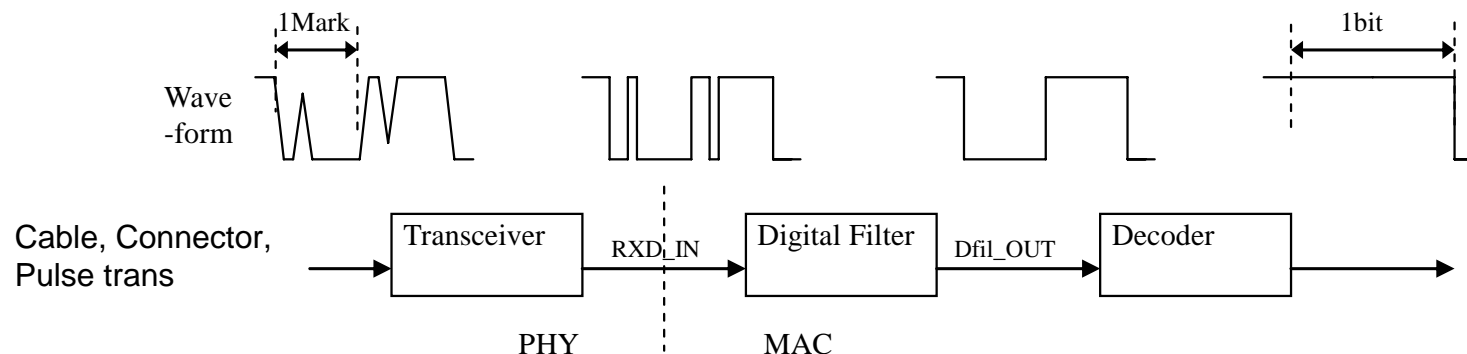 1Mark
1bit
Wave
-form
Cable, Connector,
Pulse trans
Transceiver
RXD_IN
Digital Filter
Dfil_OUT
Decoder
PHY
MAC